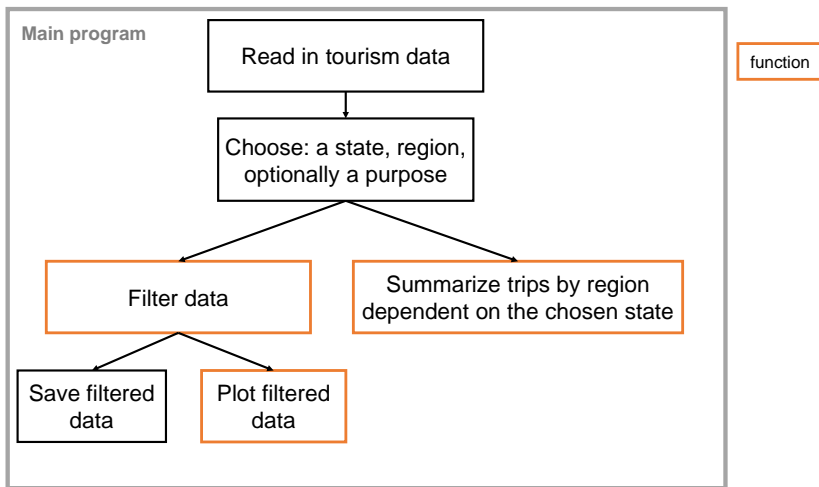 Main program
Read in tourism data
function
Choose: a state, region,
optionally a purpose
Filter data
Summarize trips by region
dependent on the chosen state
Save filtered
data
Plot filtered
data